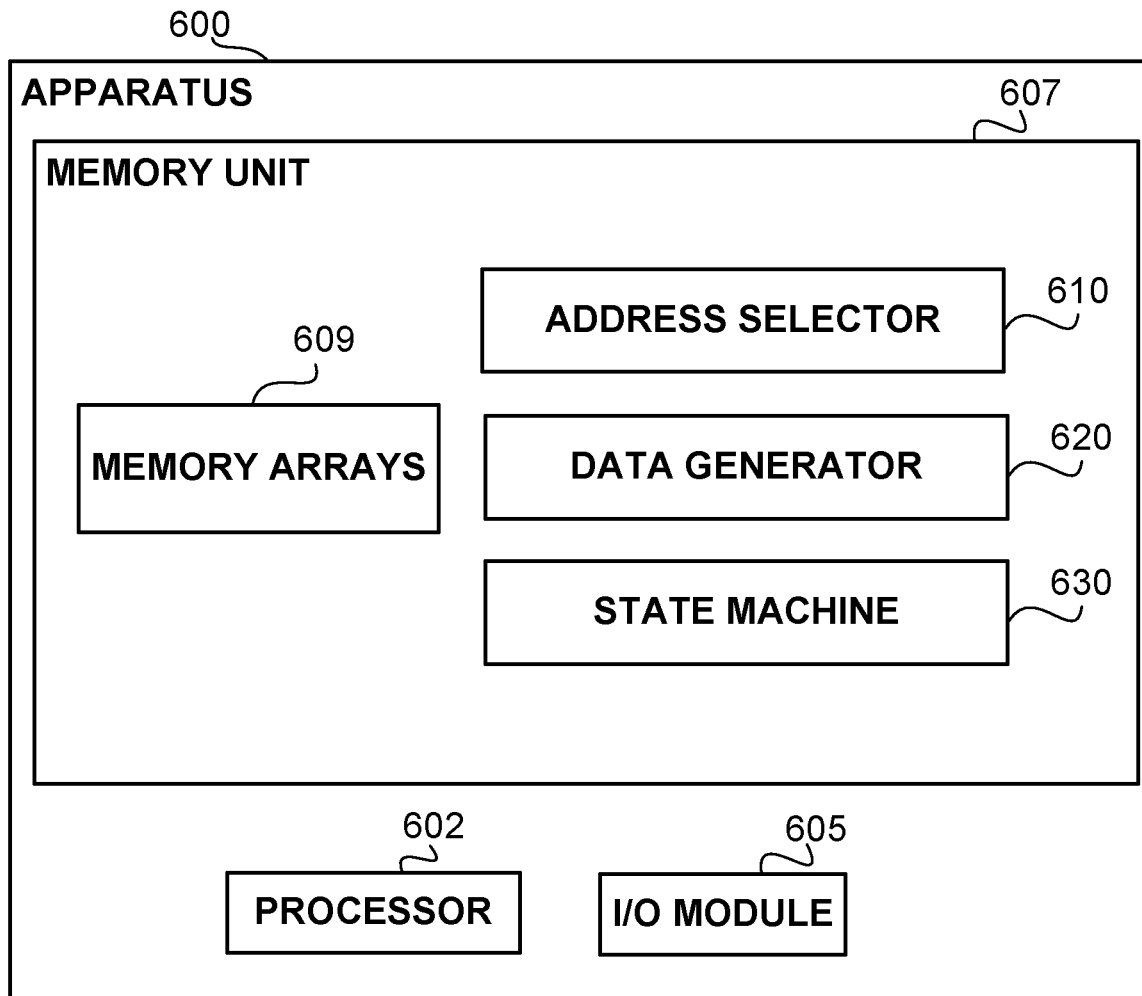 600
APPARATUS
607
MEMORY UNIT
ADDRESS SELECTOR
610
609
MEMORY ARRAYS
DATA GENERATOR
620
STATE MACHINE
630
602
PROCESSOR
605
I/O MODULE